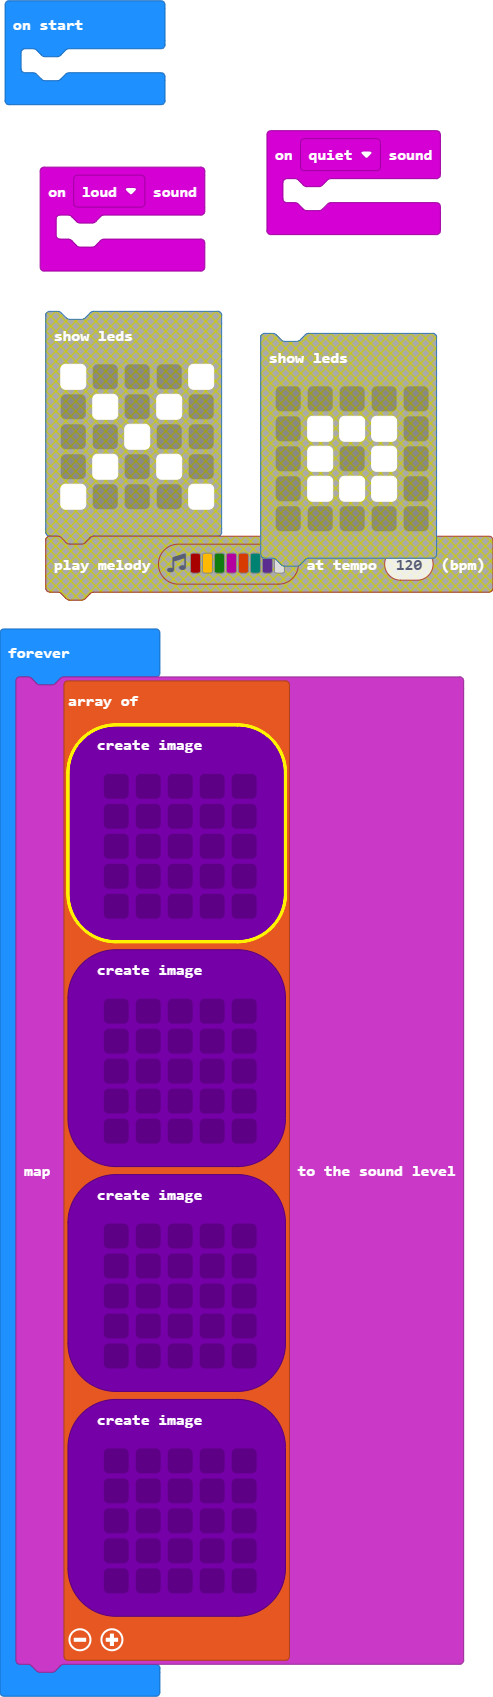 on start
on quiet sound
on loud sound
show leds
show leds
play melody at tempo 120 (bpm)
forever
array of
create image
create image
map to the sound level
create image
create image